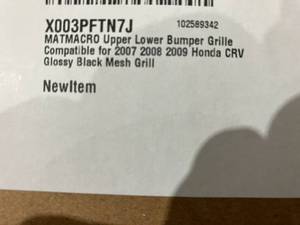 X003PFTN7J 102589342
MATMACRO Upper Lower Bumper Grille
Compatible for 2007 2008 2009 Honda CRV
Glossy Black Mesh Grill
NewItem